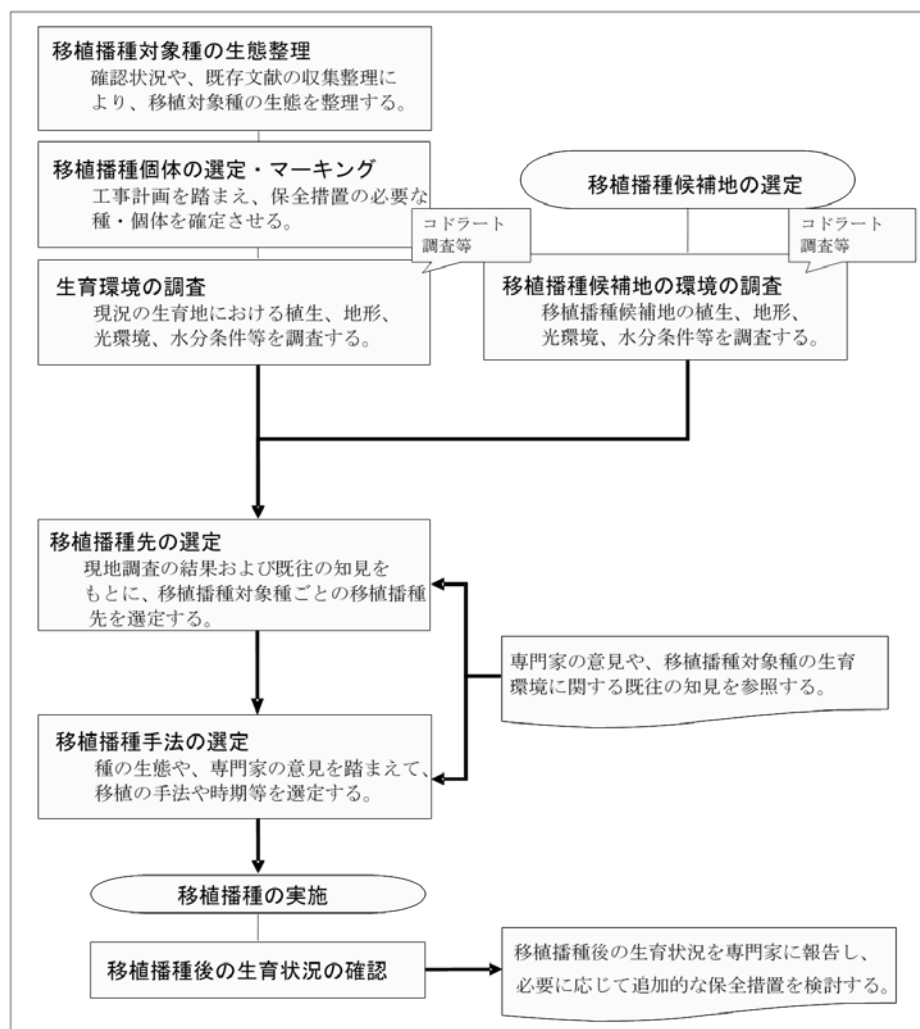 移植播種対象種の生態整理
確認状況や、既存文献の収集整理に
より、移植対象種の生態を整理する。
移植播種個体の選定・マーキング
工事計画を踏まえ、保全措置の必要な
種・個体を確定させる。
移植播種候補地の選定
コドラート
調査等
コドラート
調査等
生育環境の調査
現況の生育地における植生、地形、
光環境、水分条件等を調査する。
移植播種候補地の環境の調査
移植播種候補地の植生、地形、
光環境、水分条件等を調査する。
移植播種先の選定
現地調査の結果および既往の知見を
もとに、移植播種対象種ごとの移植播種
先を選定する。
専門家の意見や、移植播種対象種の生育
環境に関する既往の知見を参照する。
移植播種手法の選定
種の生態や、専門家の意見を踏まえて、
移植の手法や時期等を選定する。
移植播種の実施
移植播種後の生育状況の確認
移植播種後の生育状況を専門家に報告し、
必要に応じて追加的な保全措置を検討する。